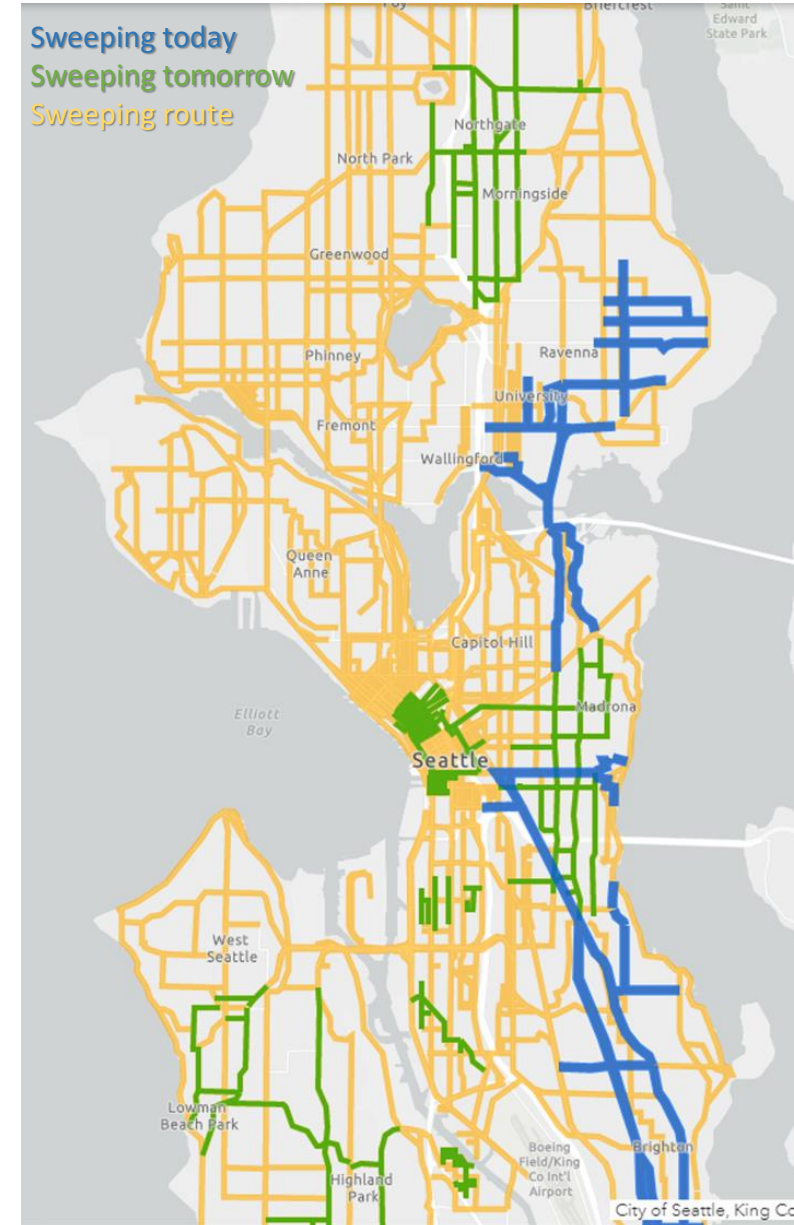 Sweeping today
Sweeping tomorrow
Sweeping route
Briercrest
Saint
Edward
State Park
Northgate
North Park
Morningside
Greenwood
Phinney
Ravenna
University
Fremont
Wallingford
Queen
Anne
Capitol Hill
Madrona
Elliott
Bay
Seattle
West
Seattle
Lowman
Beach Park
Highland
Park
Boeing
Field/King
Co Int'l
Airport
Brighton
City of Seattle, King Co